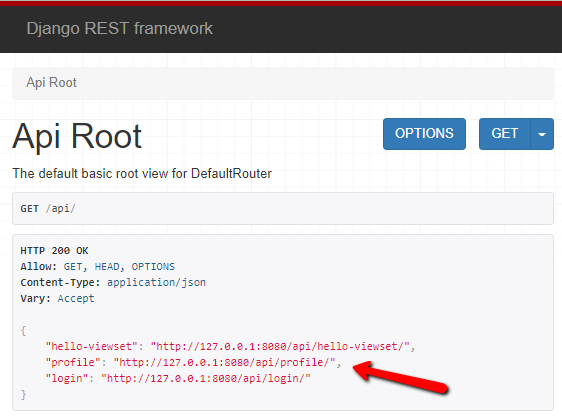 Django REST framework
Api Root
Api Root
OPTIONS
GET
The default basic root view for DefaultRouter
GET /api/
HTTP 200 OK
Allow: GET, HEAD, OPTIONS
Content-Type: application/json
Vary: Accept
{
    "hello-viewset": "http://127.0.0.1:8080/api/hello-viewset/",
    "profile": "http://127.0.0.1:8080/api/profile/",
    "login": "http://127.0.0.1:8080/api/login/"
}